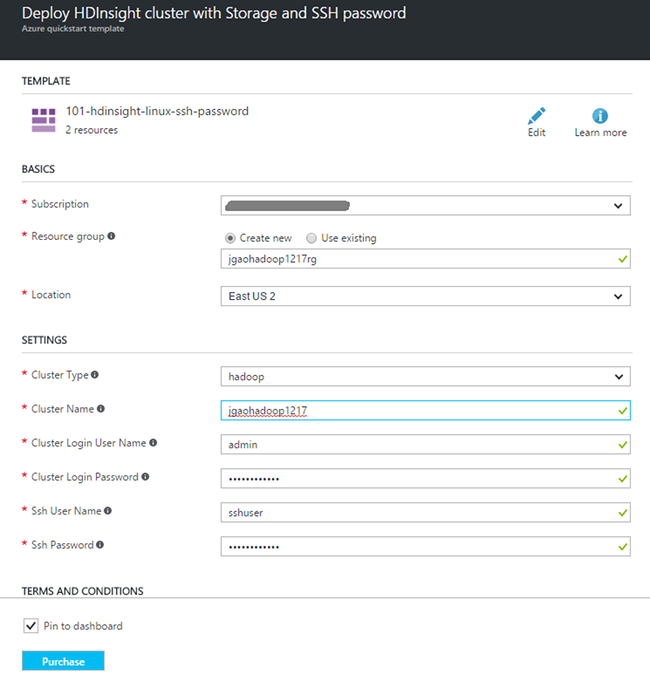 Deploy HDInsight cluster with Storage and SSH password
Azure quickstart template
TEMPLATE
101-hdinsight-linux-ssh-password
2 resources
Edit
Learn more
BASICS
* Subscription
* Resource group
Create new Use existing
jgaohadoop1217rg
* Location
East US 2
SETTINGS
* Cluster Type
hadoop
* Cluster Name
jgaohadoop1217
* Cluster Login User Name
admin
* Cluster Login Password
••••••••••••
* Ssh User Name
sshuser
* Ssh Password
••••••••••••
TERMS AND CONDITIONS
Pin to dashboard
Purchase